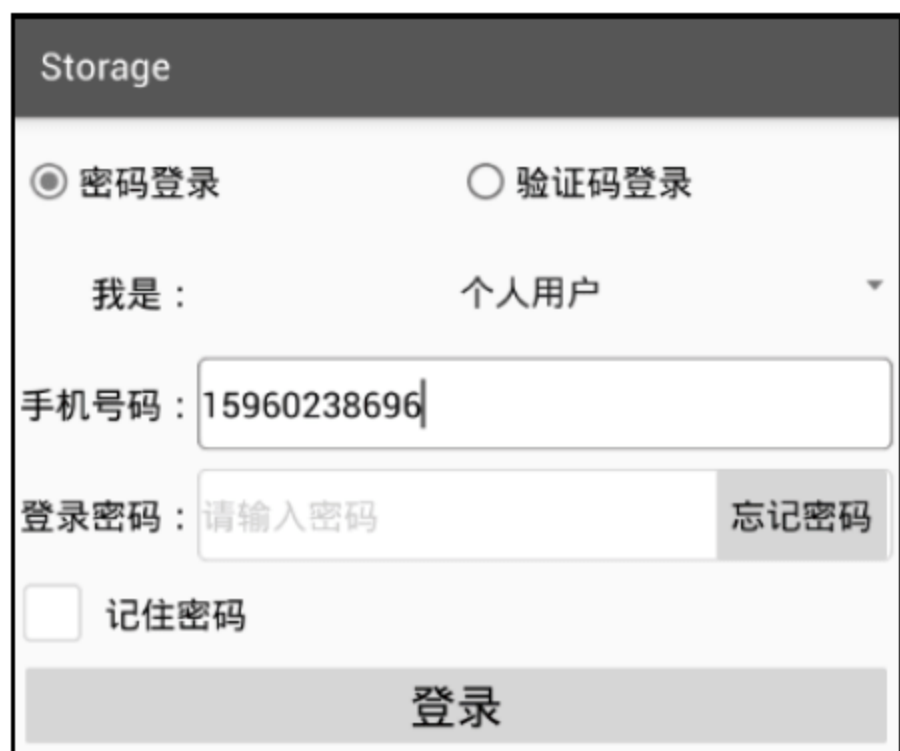 Storage
密码登录 验证码登录
我是： 个人用户
手机号码：15960238696
登录密码：请输入密码 忘记密码
记住密码
登录